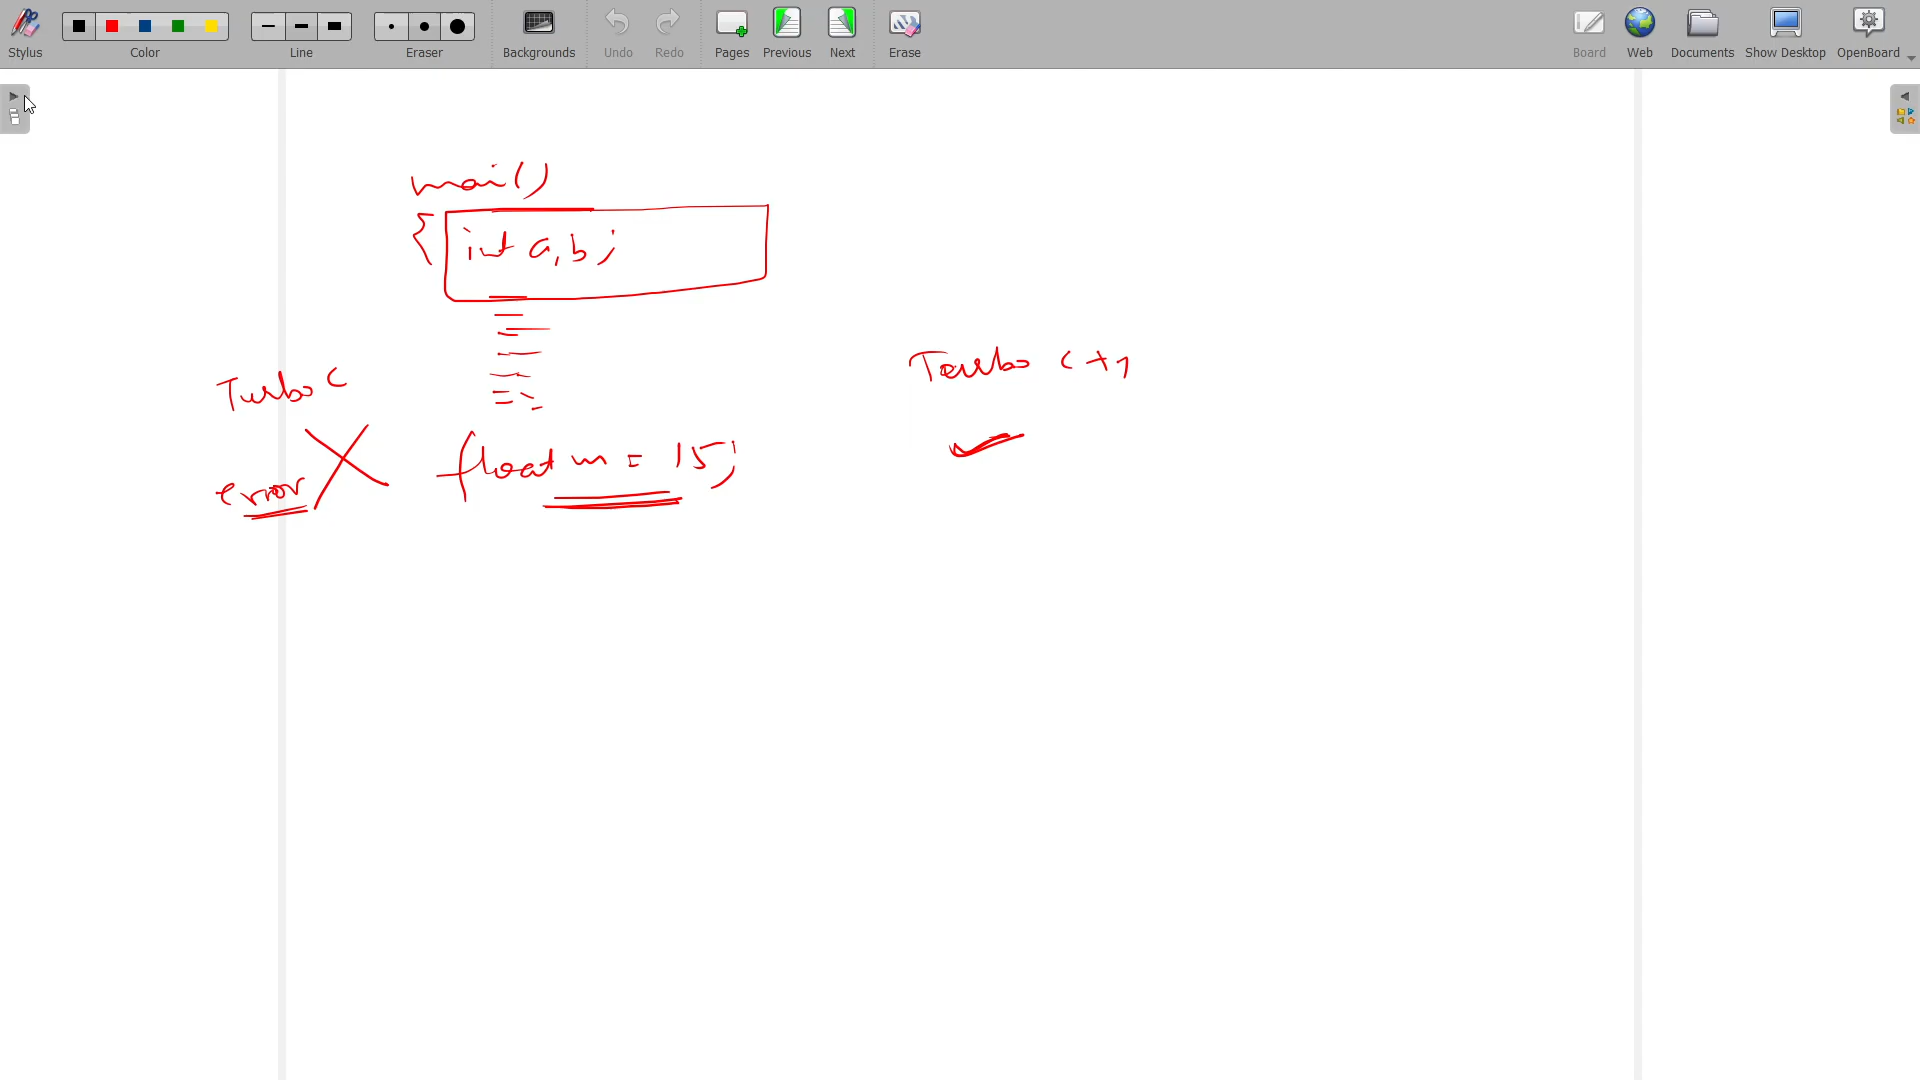 Stylus
Color
Line
Eraser
Backgrounds
Undo
Redo
Pages
Previous
Next
Erase
Board
Web
Documents
Show Desktop
OpenBoard
mai()
{
int a,b;
Turbo C
Turbo C++
float m = 15;
error